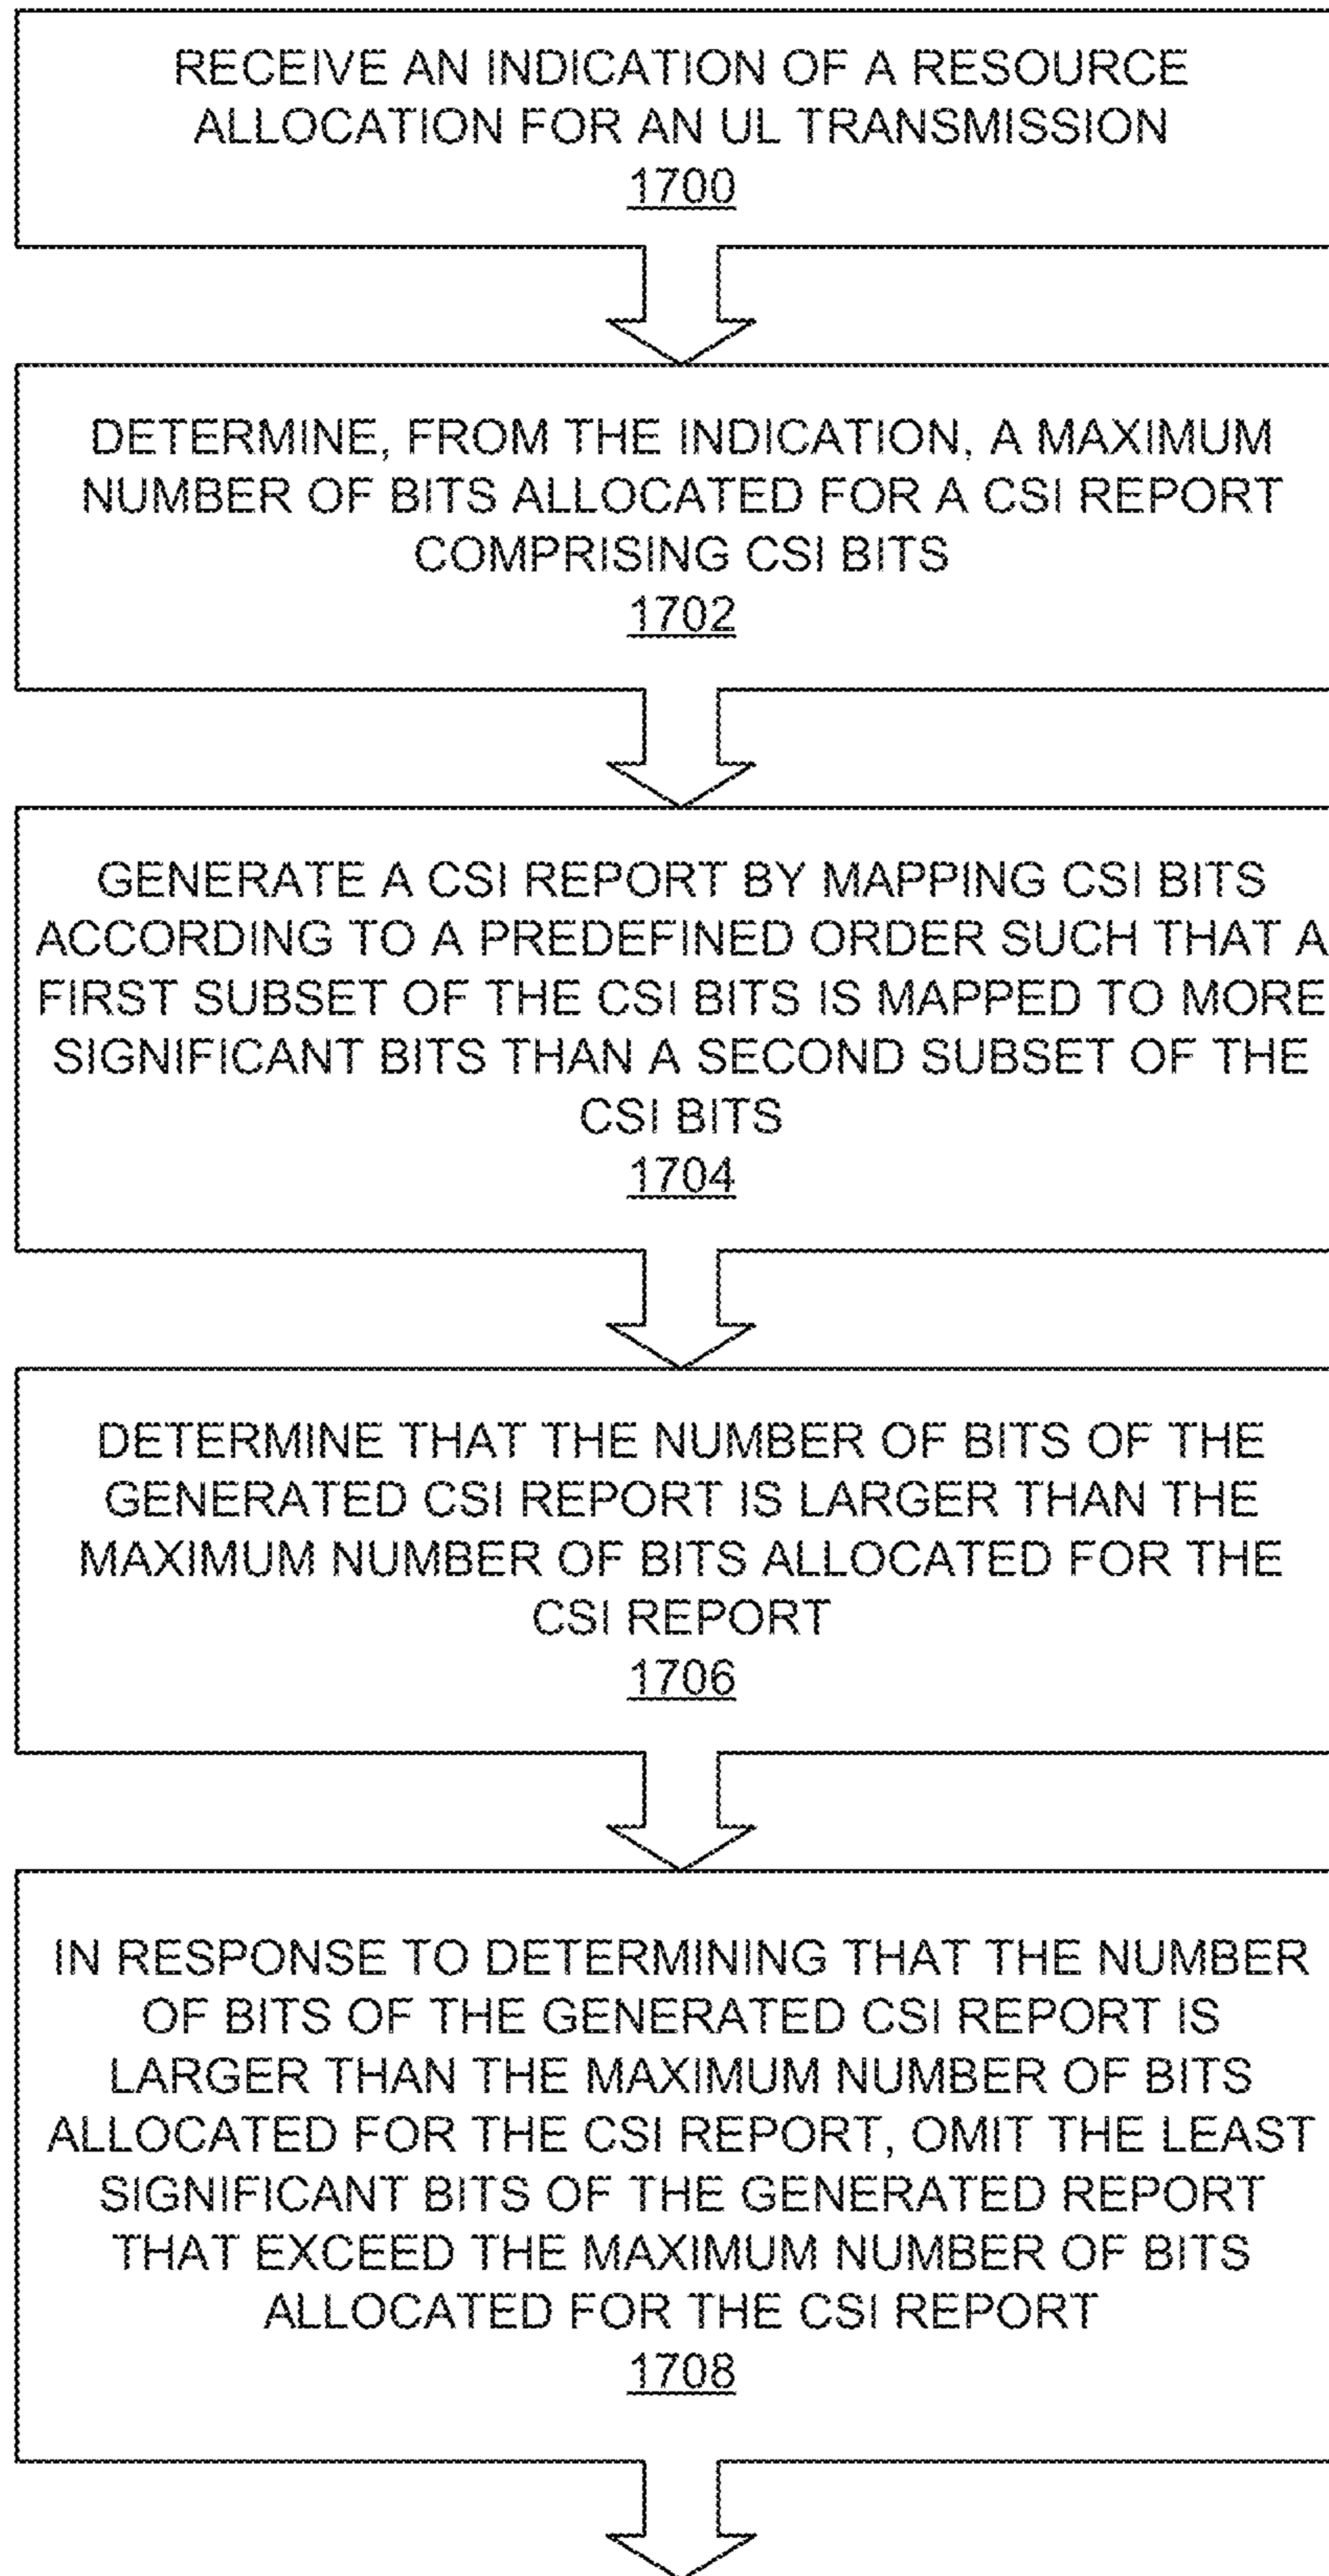 RECEIVE AN INDICATION OF A RESOURCE
ALLOCATION FOR AN UL TRANSMISSION
1700
DETERMINE, FROM THE INDICATION, A MAXIMUM
NUMBER OF BITS ALLOCATED FOR A CSI REPORT
COMPRISING CSI BITS
1702
GENERATE A CSI REPORT BY MAPPING CSI BITS
ACCORDING TO A PREDEFINED ORDER SUCH THAT A
FIRST SUBSET OF THE CSI BITS IS MAPPED TO MORE
SIGNIFICANT BITS THAN A SECOND SUBSET OF THE
CSI BITS
1704
DETERMINE THAT THE NUMBER OF BITS OF THE
GENERATED CSI REPORT IS LARGER THAN THE
MAXIMUM NUMBER OF BITS ALLOCATED FOR THE
CSI REPORT
1706
IN RESPONSE TO DETERMINING THAT THE NUMBER
OF BITS OF THE GENERATED CSI REPORT IS
LARGER THAN THE MAXIMUM NUMBER OF BITS
ALLOCATED FOR THE CSI REPORT, OMIT THE LEAST
SIGNIFICANT BITS OF THE GENERATED REPORT
THAT EXCEED THE MAXIMUM NUMBER OF BITS
ALLOCATED FOR THE CSI REPORT
1708